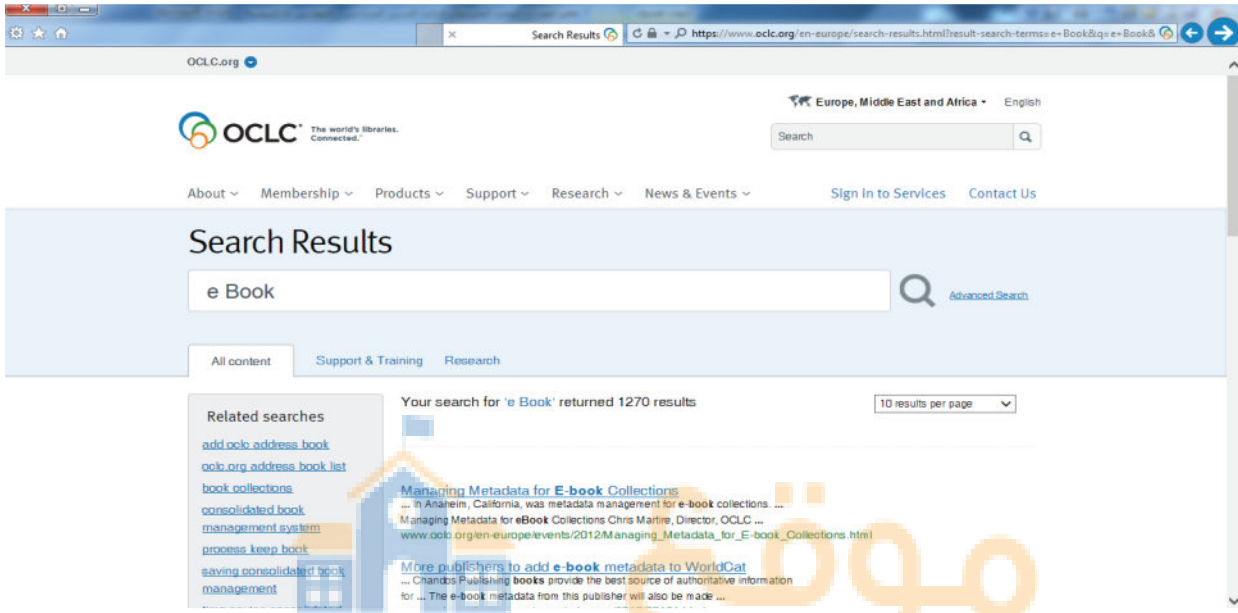 Search Results
https://www.oclc.org/en-europe/search-results.html?result-search-terms=e+Book&q=e+Book&
OCLC.org
Europe, Middle East and Africa English
OCLC The world's libraries.
Connected.
Search
About Membership Products Support Research News & Events Sign in to Services Contact Us
Search Results
e Book
Advanced Search
All content Support & Training Research
Related searches
add oclc address book
oclc.org address book list
book collections
consolidated book
management system
process keep book
saving consolidated book
management
Your search for 'e Book' returned 1270 results
10 results per page
Managing Metadata for E-book Collections
... in Anaheim, California, was metadata management for e-book collections. ...
Managing Metadata for eBook Collections Chris Martire, Director, OCLC ...
www.oclc.org/en-europe/events/2012/Managing_Metadata_for_E-book_Collections.html
More publishers to add e-book metadata to WorldCat
... Chandos Publishing books provide the best source of authoritative information
for ... The e-book metadata from this publisher will also be made ...
موقع